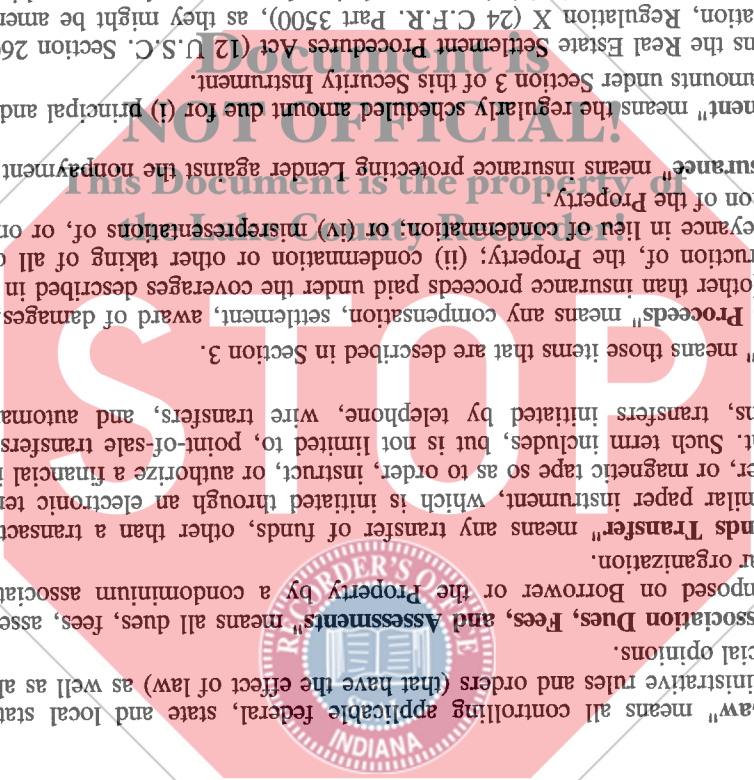 aw" means all controlling applicable federal, state and local stat
inistrative rules and orders (that have the effect of law) as well as al
cial opinions.
ssociation Dues, Fees, and Assessments" means all dues, fees, asse
mposed on Borrower or the Property by a condominium associat
ar organization.
nds Transfer" means any transfer of funds, other than a transact
milar paper instrument, which is initiated through an electronic ter
er, or magnetic tape so as to order, instruct, or authorize a financial i
nt. Such term includes, but is not limited to, point-of-sale transfers
ns, transfers initiated by telephone, wire transfers, and automa
" means those items that are described in Section 3.
Proceeds" means any compensation, settlement, award of damages,
other than insurance proceeds paid under the coverages described in
ruction of, the Property; (ii) condemnation or other taking of all o
eyance in lieu of condemnation; or (iv) misrepresentations of, or on
on of the Property.
surance" means insurance protecting Lender against the nonpayment
ment" means the regularly scheduled amount due for (i) principal and
amounts under Section 3 of this Security Instrument.
ns the Real Estate Settlement Procedures Act (12 U.S.C. Section 260
ation, Regulation X (24 C.F.R. Part 3500), as they might be amen
Document is
NOT OFFICIAL!
This Document is the property of
the Lake County Recorder!
STOP
RECORDER'S OFFICE
SEAL
INDIANA